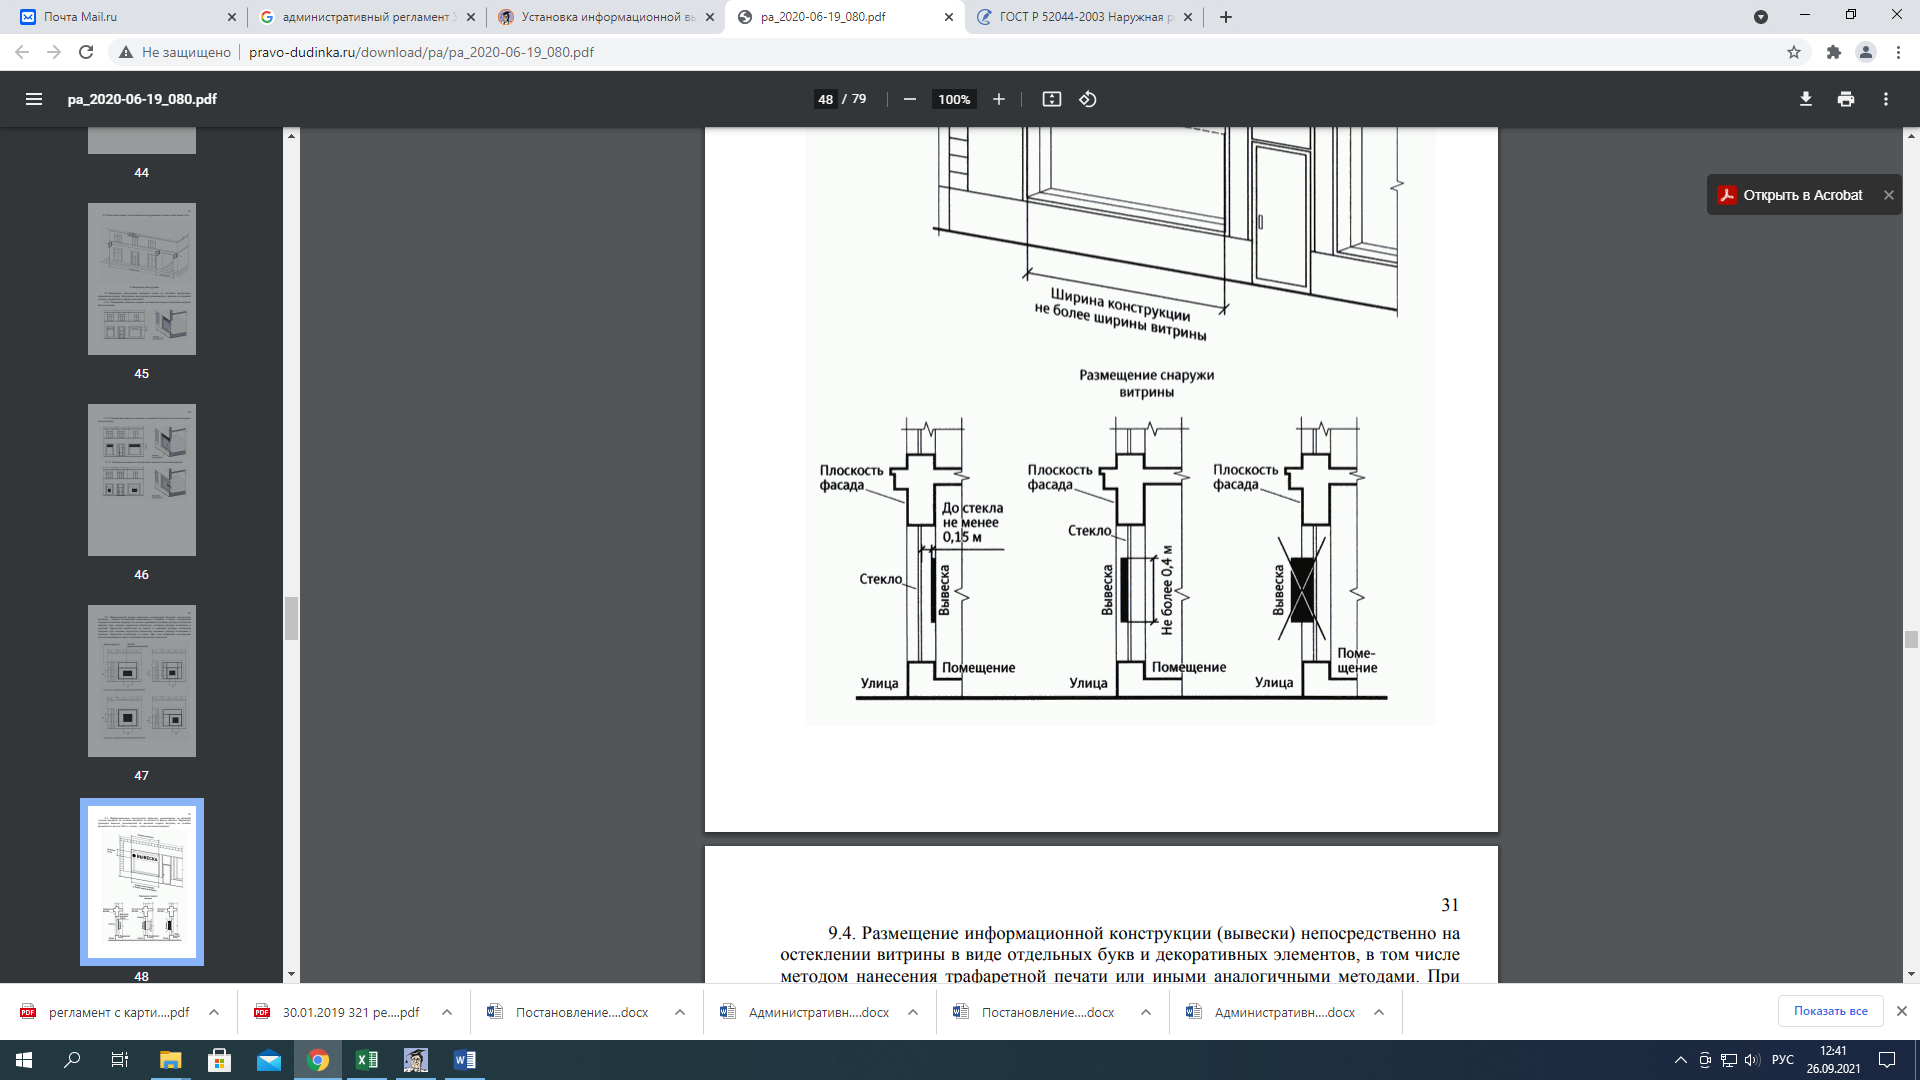 Почта Mail.ru
административный регламент
Установка информационной вы
pa_2020-06-19_080.pdf
ГОСТ Р 52044-2003 Наружная р
Не защищено
pravo-dudinka.ru/download/pa/pa_2020-06-19_080.pdf
pa_2020-06-19_080.pdf
48 / 79
100%
Открыть в Acrobat
44
45
46
47
48
ВЫВЕСКА
Ширина конструкции
не более ширины витрины
Размещение снаружи
витрины
Плоскость
фасада
До стекла
не менее
0,15 м
Стекло
Вывеска
Помещение
Улица
Плоскость
фасада
Стекло
Вывеска
Не более 0,4 м
Помещение
Улица
Плоскость
фасада
Вывеска
Поме-
щение
Улица
31
9.4. Размещение информационной конструкции (вывески) непосредственно на
остеклении витрины в виде отдельных букв и декоративных элементов, в том числе
методом нанесения трафаретной печати или иными аналогичными методами. При
регламент с карти....pdf
30.01.2019 321 ре....pdf
Постановление....docx
Административн....docx
Постановление....docx
Административн....docx
Показать все
РУС
12:41
26.09.2021